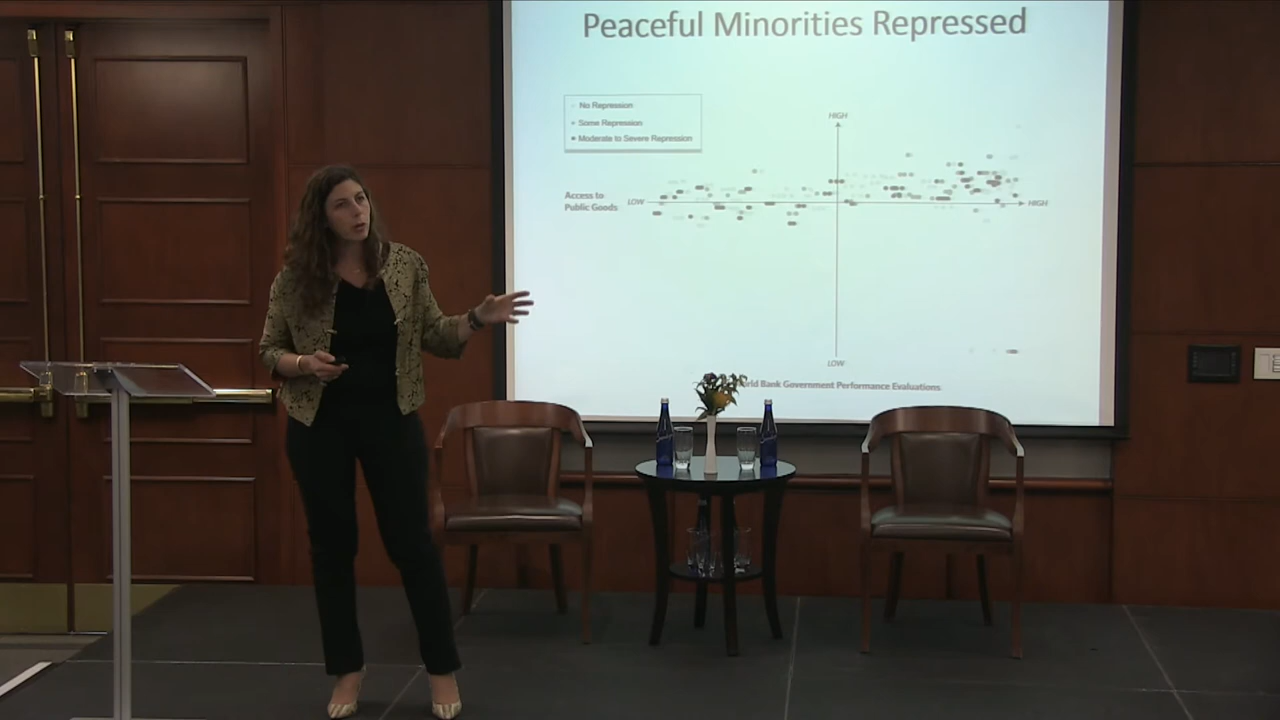 Peaceful Minorities Repressed
No Repression
Some Repression
Moderate to Severe Repression
HIGH
Access to
Public Goods
LOW
HIGH
LOW
Bank Government Performance Evaluations